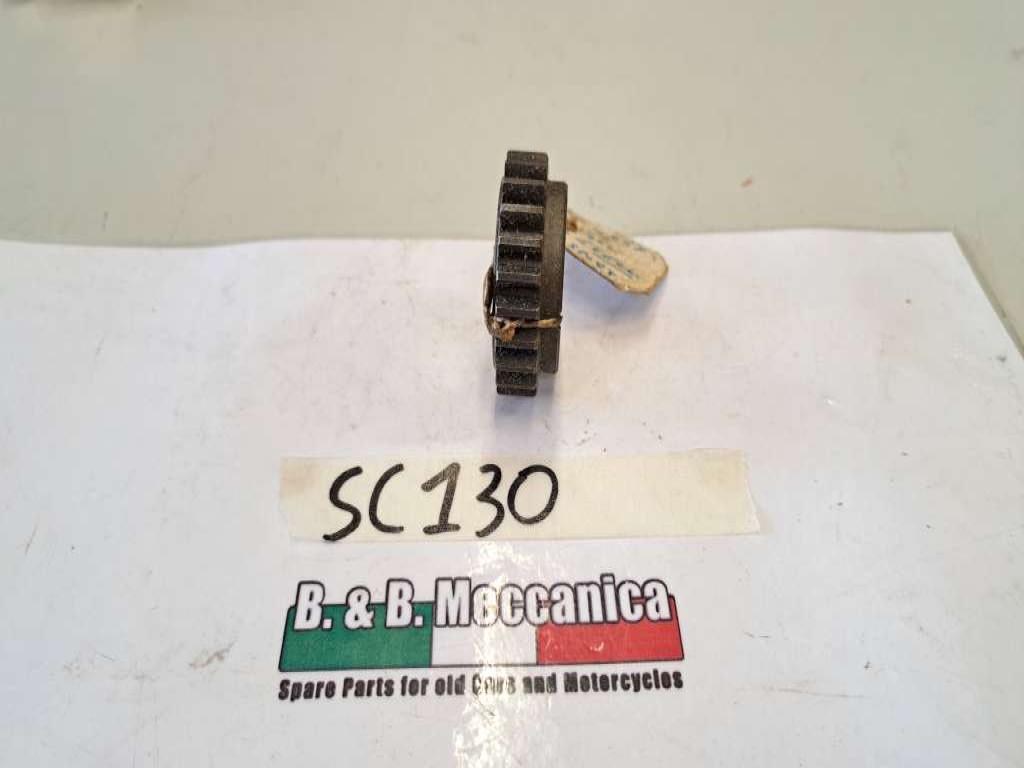 SC130
B. & B. Meccanica
Spare Parts for old Cars and Motorcycles